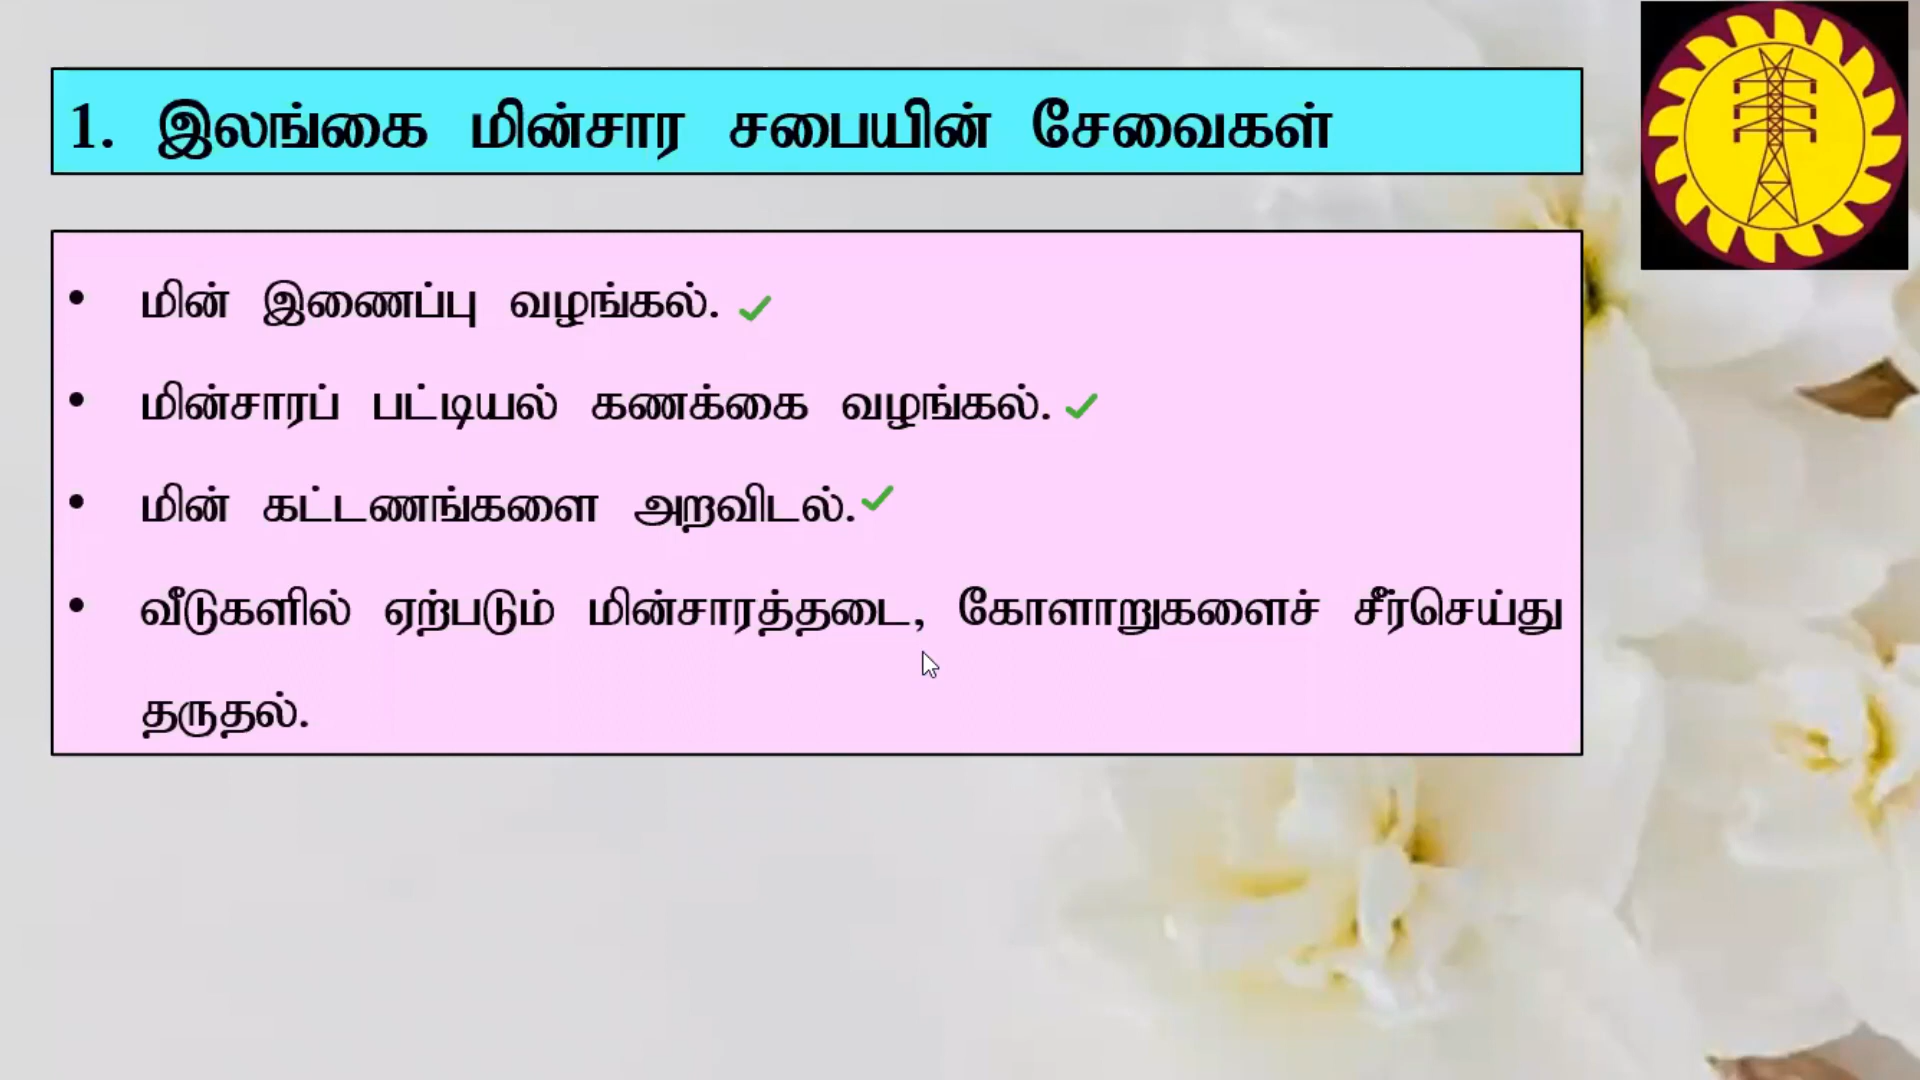 1. இலங்கை மின்சார சபையின் சேவைகள்
• மின் இணைப்பு வழங்கல்.
• மின்சாரப் பட்டியல் கணக்கை வழங்கல்.
• மின் கட்டணங்களை அறவிடல்.
• வீடுகளில் ஏற்படும் மின்சாரத்தடை, கோளாறுகளைச் சீர்செய்து
தருதல்.